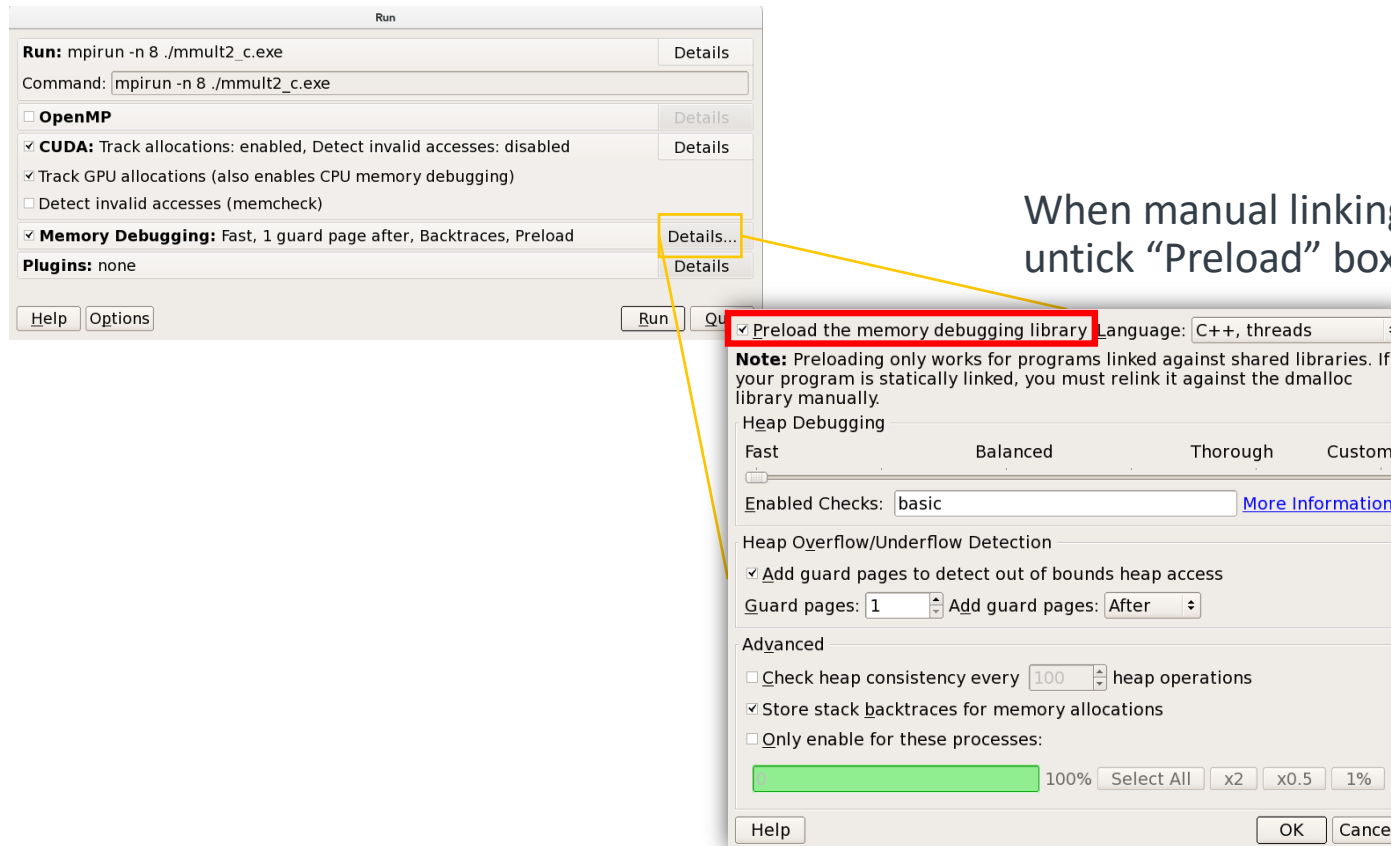 Run
Run: mpirun -n 8 ./mmult2_c.exe Details
Command: mpirun -n 8 ./mmult2_c.exe
OpenMP Details
CUDA: Track allocations: enabled, Detect invalid accesses: disabled Details
Track GPU allocations (also enables CPU memory debugging)
Detect invalid accesses (memcheck)
Memory Debugging: Fast, 1 guard page after, Backtraces, Preload Details...
Plugins: none Details
Help Options Run Qu
When manual linking
untick “Preload” box
Preload the memory debugging library Language: C++, threads
Note: Preloading only works for programs linked against shared libraries. If
your program is statically linked, you must relink it against the dmalloc
library manually.
Heap Debugging
Fast Balanced Thorough Custom
Enabled Checks: basic More Information
Heap Overflow/Underflow Detection
Add guard pages to detect out of bounds heap access
Guard pages: 1 Add guard pages: After
Advanced
Check heap consistency every 100 heap operations
Store stack backtraces for memory allocations
Only enable for these processes:
0 100% Select All x2 x0.5 1%
Help OK Cance